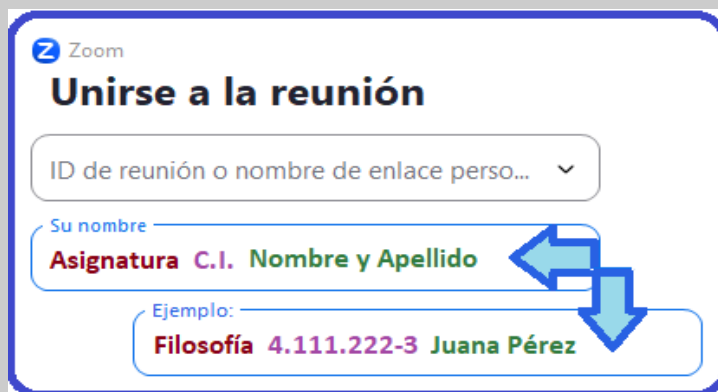 Zoom
Unirse a la reunión
ID de reunión o nombre de enlace perso...
Su nombre
Asignatura C.I. Nombre y Apellido
Ejemplo:
Filosofía 4.111.222-3 Juana Pérez